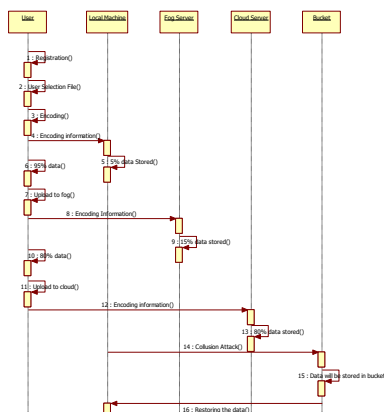 User
Local Machine
Fog Server
Cloud Server
Bucket
1 : Registration()
2 : User Selection File()
3 : Encoding()
4 : Encoding information()
5 : 5% data Stored()
6 : 95% data()
7 : Upload to fog()
8 : Encoding Information()
9 : 15% data stored()
10 : 80% data()
11 : Upload to cloud()
12 : Encoding information()
13 : 80% data stored()
14 : Collusion Attack()
15 : Data will be stored in bucket
16 : Restoring the data()